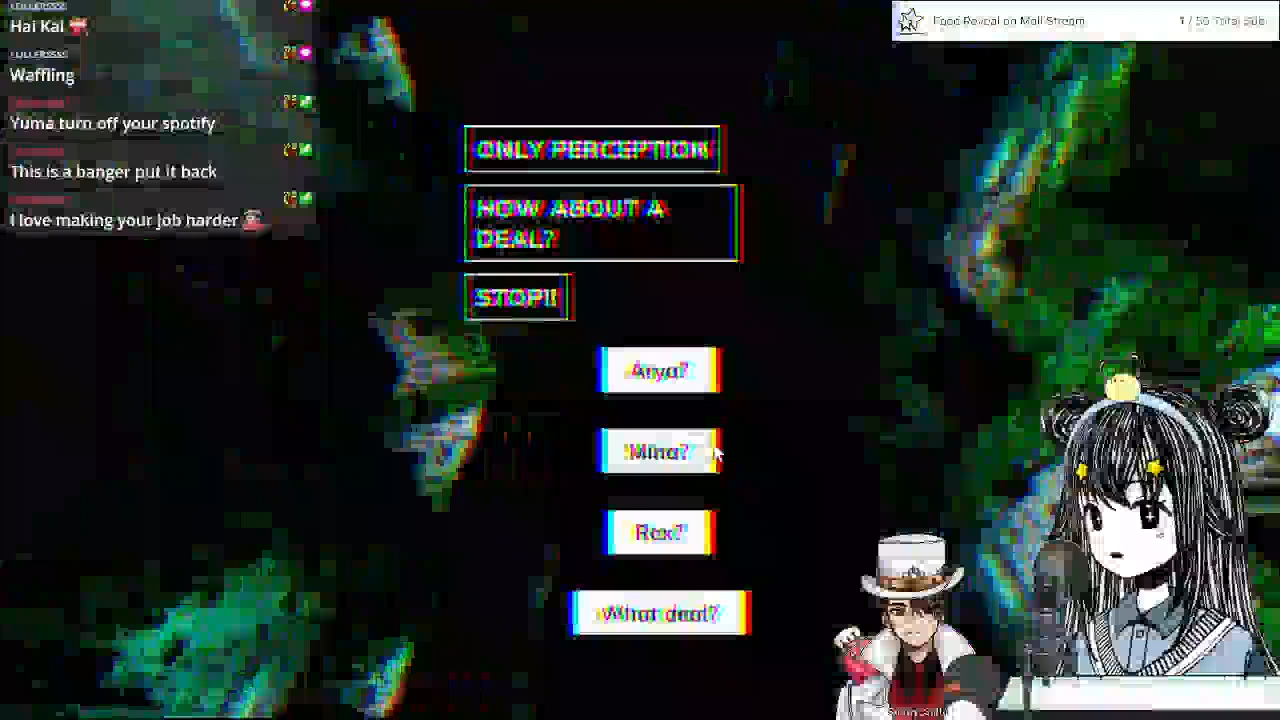 Hai Kai
Waffling
Yuma turn off your spotify
This is a banger put it back
I love making your job harder
Food Reveal on Mall Stream
ONLY PERCEPTION
HOW ABOUT A
DEAL?
STOP!!
Anya?
Mina?
Rex?
What deal?